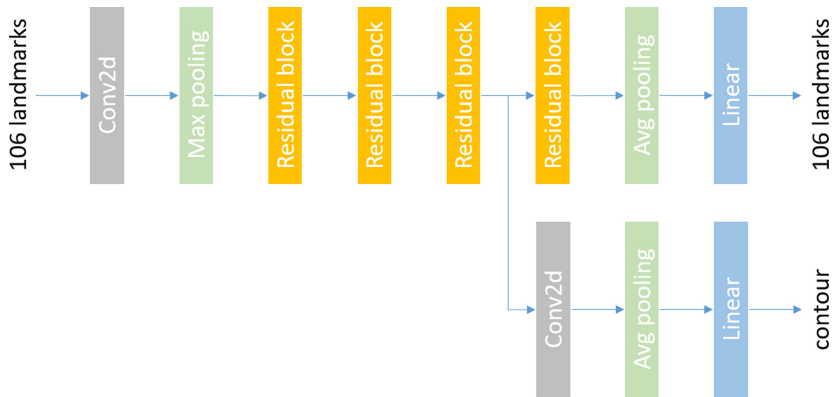 106 landmarks
Conv2d
Max pooling
Residual block
Residual block
Residual block
Residual block
Avg pooling
Linear
106 landmarks
Conv2d
Avg pooling
Linear
contour